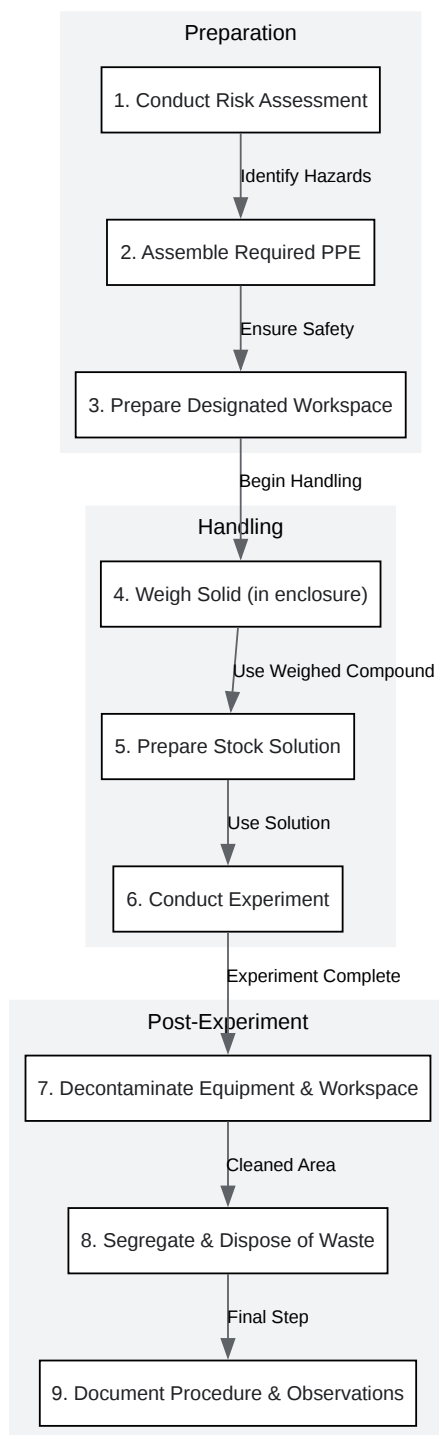 Preparation
1. Conduct Risk Assessment
Identify Hazards
2. Assemble Required PPE
Ensure Safety
3. Prepare Designated Workspace
Begin Handling
Handling
4. Weigh Solid (in enclosure)
Use Weighed Compound
5. Prepare Stock Solution
Use Solution
6. Conduct Experiment
Experiment Complete
Post-Experiment
7. Decontaminate Equipment & Workspace
Cleaned Area
8. Segregate & Dispose of Waste
Final Step
9. Document Procedure & Observations